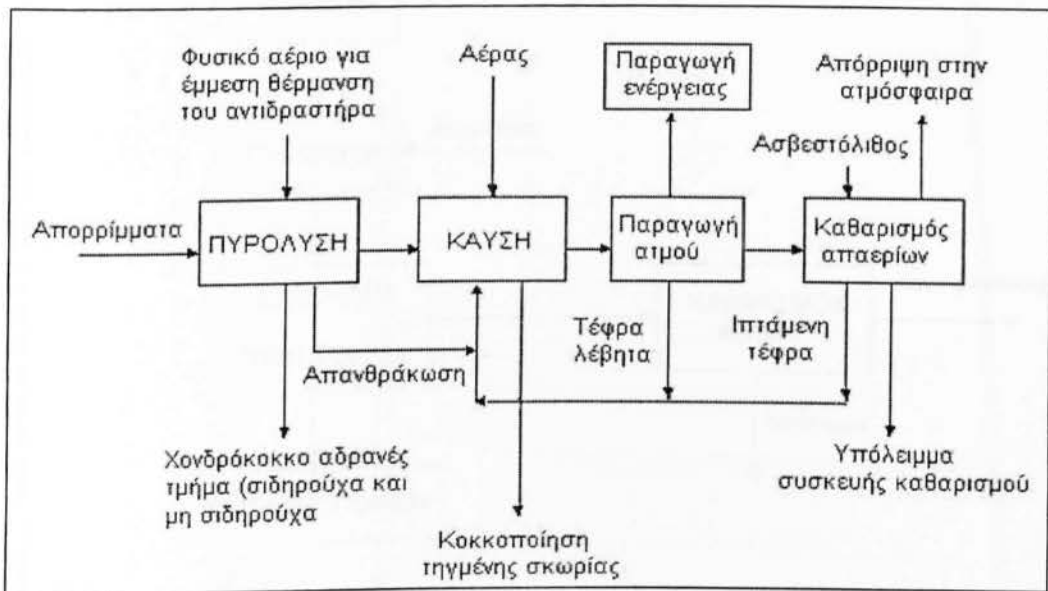 Φυσικό αέριο για
έμμεση θέρμανση
του αντιδραστήρα
Αέρας
Παραγωγή
ενέργειας
Απόρριψη στην
ατμόσφαιρα
Ασβεστόλιθος
Απορρίμματα
ΠΥΡΟΛΥΣΗ
ΚΑΥΣΗ
Παραγωγή
ατμού
Καθαρισμός
απαερίων
Απανθράκωση
Τέφρα
λέβητα
Ιπτάμενη
τέφρα
Χονδρόκοκκο αδρανές
τμήμα (σιδηρούχα και
μη σιδηρούχα
Κοκκοποίηση
τηγμένης σκωρίας
Υπόλειμμα
συσκευής καθαρισμού